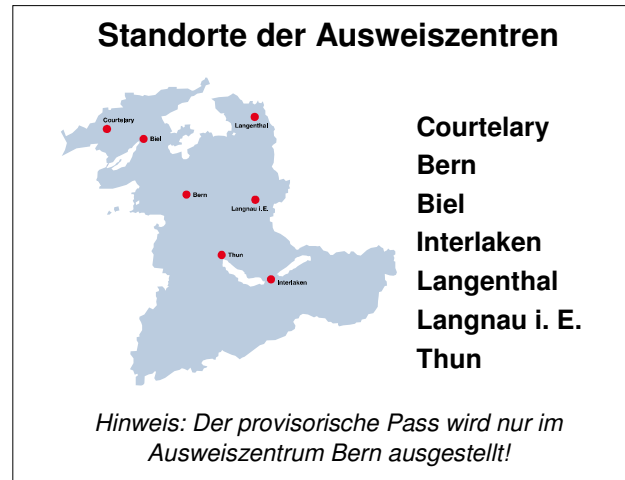 Standorte der Ausweiszentren
Courtelary
Biel
Langenthal
Bern
Langnau i. E.
Thun
Interlaken
Courtelary
Bern
Biel
Interlaken
Langenthal
Langnau i. E.
Thun
Hinweis: Der provisorische Pass wird nur im
Ausweiszentrum Bern ausgestellt!